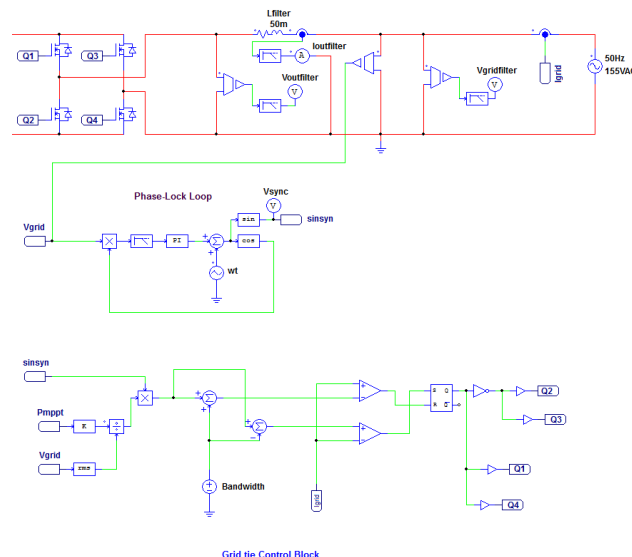 Lfilter
50m
Q1
Q3
Ioutfilter
A
Voutfilter
V
Vgridfilter
V
Igrid
50Hz
155VAC
Q2
Q4
Phase-Lock Loop
Vsync
V
sin
sinsyn
Vgrid
PI
cos
wt
sinsyn
Pmppt
K
Vgrid
rms
Bandwidth
Igrid
S Q
R Q
Q2
Q3
Q1
Q4
Grid tie Control Block